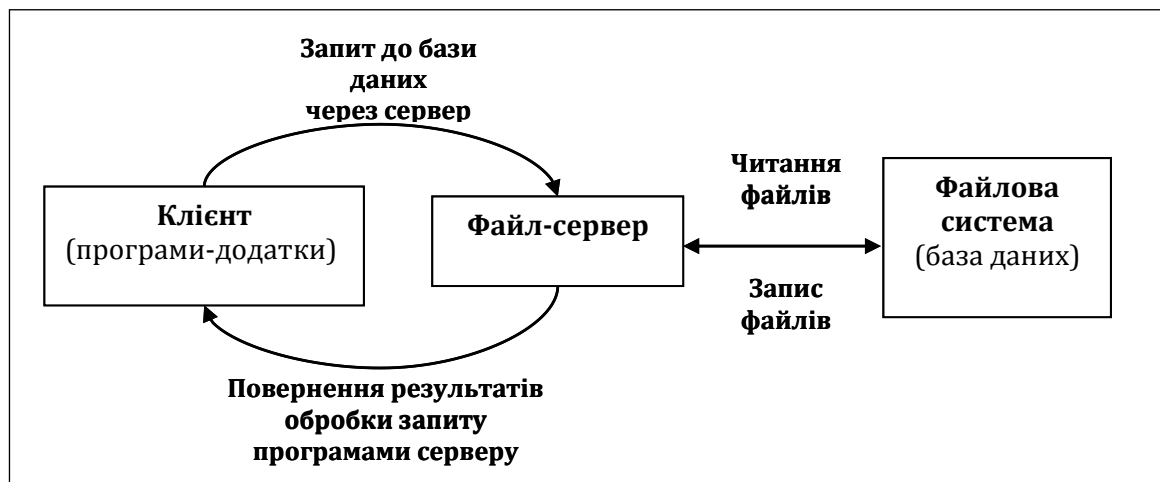 Запит до бази
даних
через сервер
Клієнт
(програми-додатки)
Файл-сервер
Читання
файлів
Файлова
система
(база даних)
Запис
файлів
Повернення результатів
обробки запиту
програмами серверу